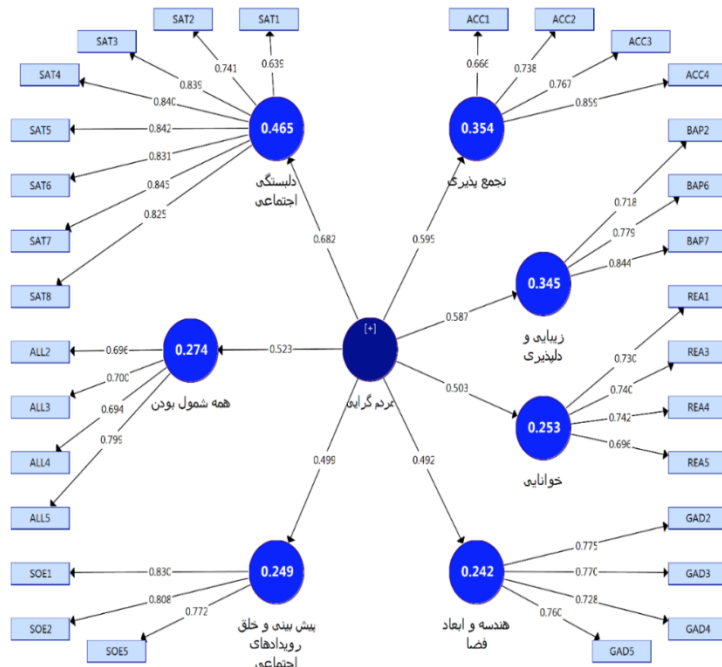 SAT1
SAT2
SAT3
SAT4
SAT5
SAT6
SAT7
SAT8
0.639
0.741
0.839
0.840
0.842
0.831
0.845
0.825
0.465
دلبستگی
اجتماعی
0.682
ACC1
ACC2
ACC3
ACC4
0.666
0.738
0.767
0.859
0.354
تجمع پذیری
0.595
BAP2
BAP6
BAP7
0.718
0.779
0.844
0.345
زیبایی و
دلپذیری
0.587
REA1
REA3
REA4
REA5
0.730
0.740
0.742
0.696
0.253
خوانایی
0.503
[+]
مردم گرایی
ALL2
ALL3
ALL4
ALL5
0.696
0.700
0.694
0.799
0.274
همه شمول بودن
0.523
SOE1
SOE2
SOE5
0.830
0.808
0.772
0.249
پیش بینی و خلق
رویدادهای
اجتماعی
0.499
GAD2
GAD3
GAD4
GAD5
0.775
0.770
0.728
0.760
0.242
هندسه و ابعاد
فضا
0.492